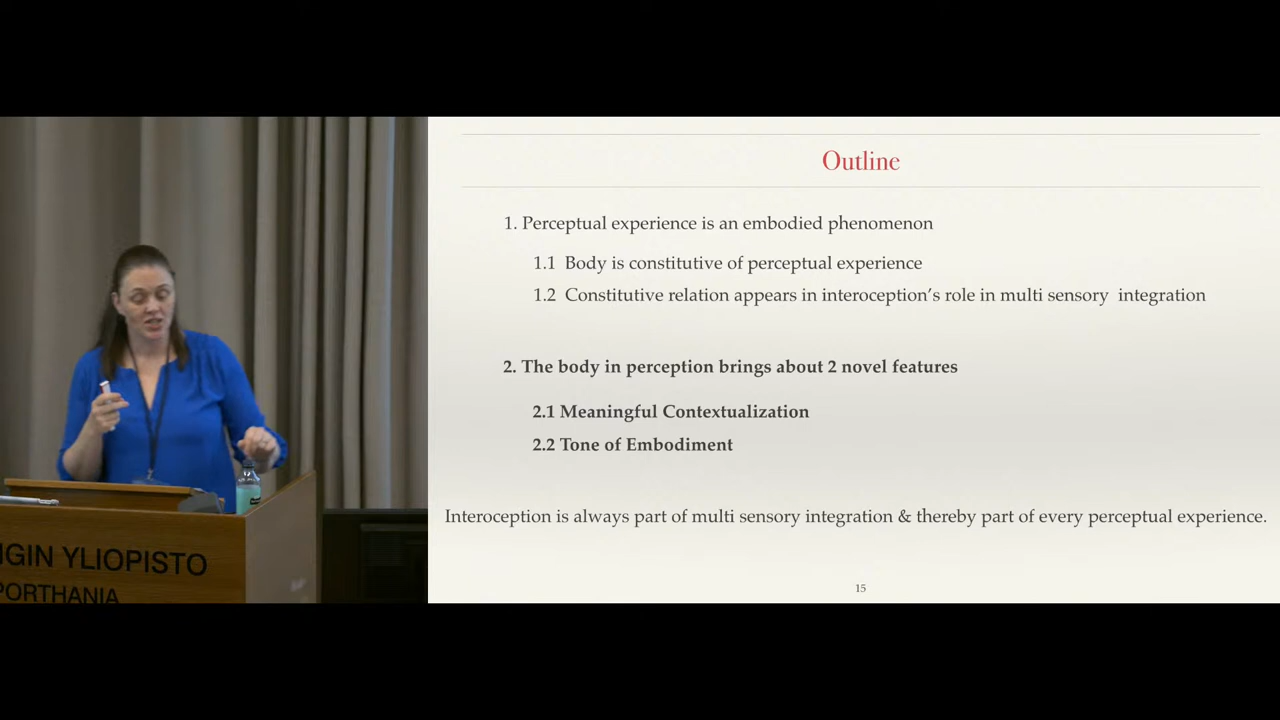 Outline
1. Perceptual experience is an embodied phenomenon
1.1 Body is constitutive of perceptual experience
1.2 Constitutive relation appears in interoception's role in multi sensory integration
2. The body in perception brings about 2 novel features
2.1 Meaningful Contextualization
2.2 Tone of Embodiment
Interoception is always part of multi sensory integration & thereby part of every perceptual experience.
15
NGIN YLIOPISTO
PORTHANIA